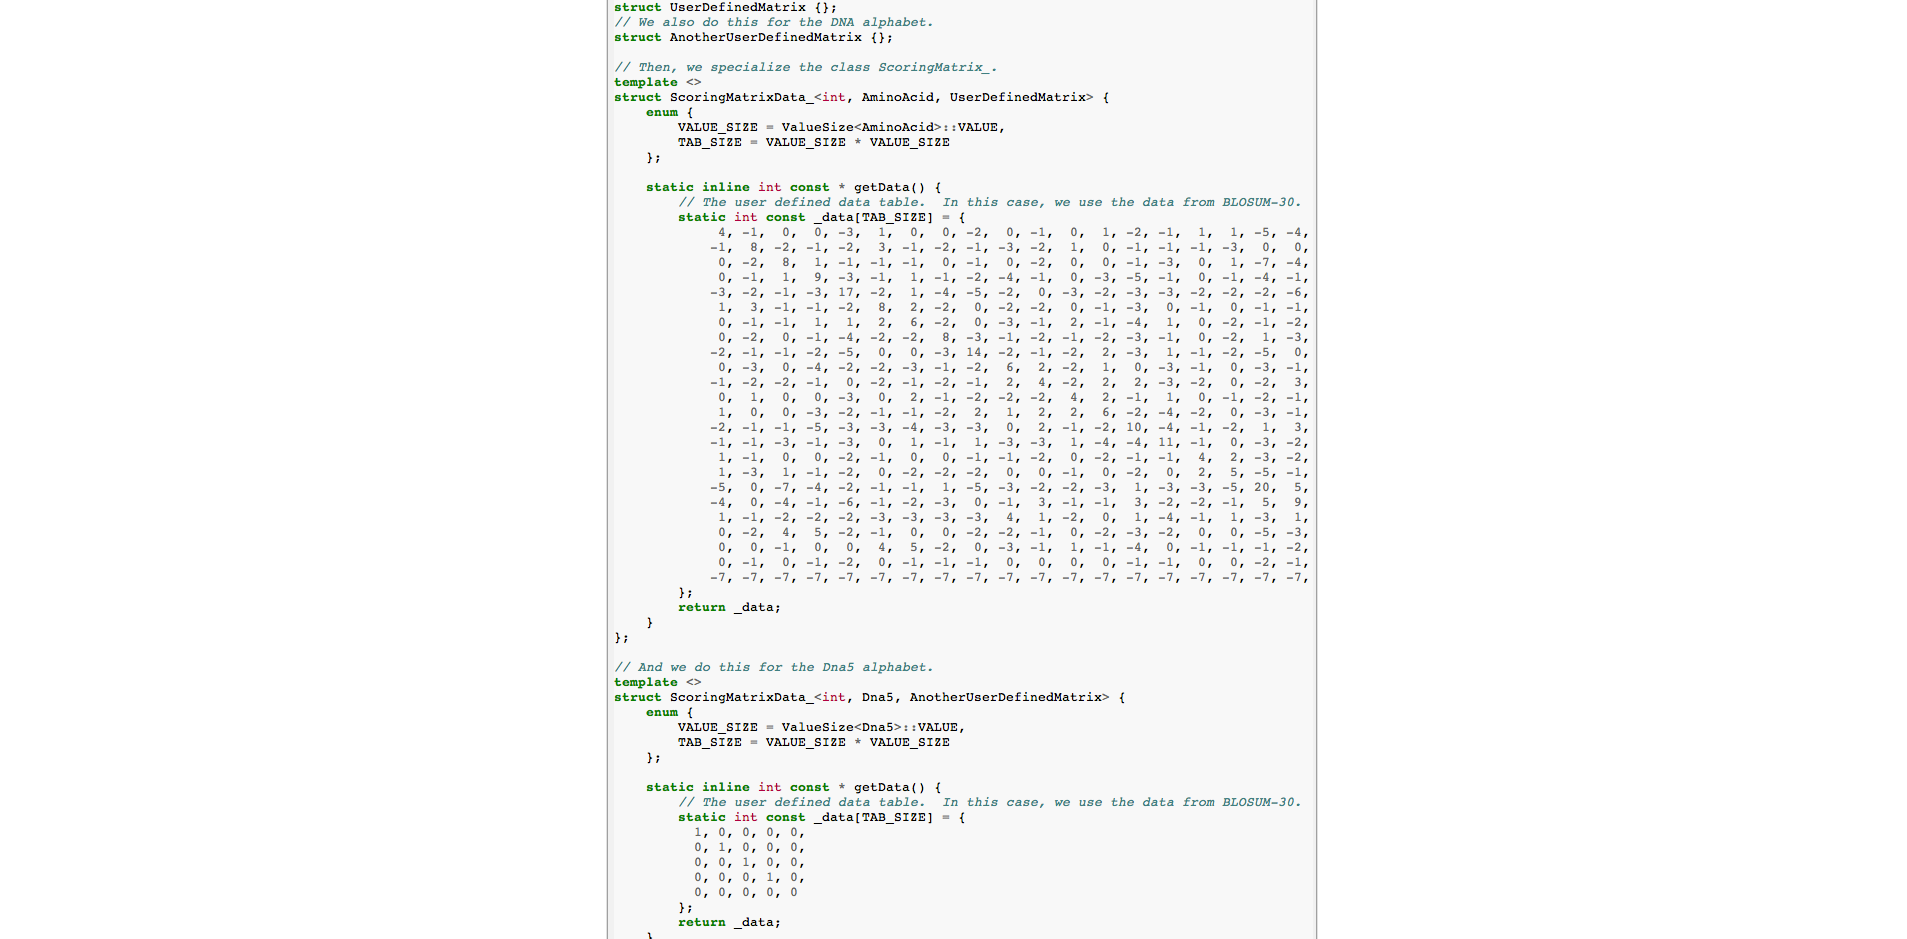 struct UserDefinedMatrix {};
// We also do this for the DNA alphabet.
struct AnotherUserDefinedMatrix {};

// Then, we specialize the class ScoringMatrix_.
template <>
struct ScoringMatrixData_<int, AminoAcid, UserDefinedMatrix> {
    enum {
        VALUE_SIZE = ValueSize<AminoAcid>::VALUE,
        TAB_SIZE = VALUE_SIZE * VALUE_SIZE
    };

    static inline int const * getData() {
        // The user defined data table.  In this case, we use the data from BLOSUM-30.
        static int const _data[TAB_SIZE] = {
             4, -1,  0,  0, -3,  1,  0,  0, -2,  0, -1,  0,  1, -2, -1,  1,  1, -5, -4,
            -1,  8, -2, -1, -2,  3, -1, -2, -1, -3, -2,  1,  0, -1, -1, -1, -3,  0,  0,
             0, -2,  8,  1, -1, -1, -1,  0, -1,  0, -2,  0,  0, -1, -3,  0,  1, -7, -4,
             0, -1,  1,  9, -3, -1,  1, -1, -2, -4, -1,  0, -3, -5, -1,  0, -1, -4, -1,
            -3, -2, -1, -3, 17, -2,  1, -4, -5, -2,  0, -3, -2, -3, -3, -2, -2, -2, -6,
             1,  3, -1, -1, -2,  8,  2, -2,  0, -2, -2,  0, -1, -3,  0, -1,  0, -1, -1,
             0, -1, -1,  1,  1,  2,  6, -2,  0, -3, -1,  2, -1, -4,  1,  0, -2, -1, -2,
             0, -2,  0, -1, -4, -2, -2,  8, -3, -1, -2, -1, -2, -3, -1,  0, -2,  1, -3,
            -2, -1, -1, -2, -5,  0,  0, -3, 14, -2, -1, -2,  2, -3,  1, -1, -2, -5,  0,
             0, -3,  0, -4, -2, -2, -3, -1, -2,  6,  2, -2,  1,  0, -3, -1,  0, -3, -1,
            -1, -2, -2, -1,  0, -2, -1, -2, -1,  2,  4, -2,  2,  2, -3, -2,  0, -2,  3,
             0,  1,  0,  0, -3,  0,  2, -1, -2, -2, -2,  4,  2, -1,  1,  0, -1, -2, -1,
             1,  0,  0, -3, -2, -1, -1, -2,  2,  1,  2,  2,  6, -2, -4, -2,  0, -3, -1,
            -2, -1, -1, -5, -3, -3, -4, -3, -3,  0,  2, -1, -2, 10, -4, -1, -2,  1,  3,
            -1, -1, -3, -1, -3,  0,  1, -1,  1, -3, -3,  1, -4, -4, 11, -1,  0, -3, -2,
             1, -1,  0,  0, -2, -1,  0,  0, -1, -1, -2,  0, -2, -1, -1,  4,  2, -3, -2,
             1, -3,  1, -1, -2,  0, -2, -2, -2,  0,  0, -1,  0, -2,  0,  2,  5, -5, -1,
            -5,  0, -7, -4, -2, -1, -1,  1, -5, -3, -2, -2, -3,  1, -3, -3, -5, 20,  5,
            -4,  0, -4, -1, -6, -1, -2, -3,  0, -1,  3, -1, -1,  3, -2, -2, -1,  5,  9,
             1, -1, -2, -2, -2, -3, -3, -3, -3,  4,  1, -2,  0,  1, -4, -1,  1, -3,  1,
             0, -2,  4,  5, -2, -1,  0,  0, -2, -2, -1,  0, -2, -3, -2,  0,  0, -5, -3,
             0,  0, -1,  0,  0,  4,  5, -2,  0, -3, -1,  1, -1, -4,  0, -1, -1, -1, -2,
             0, -1,  0, -1, -2,  0, -1, -1, -1,  0,  0,  0,  0, -1, -1,  0,  0, -2, -1,
            -7, -7, -7, -7, -7, -7, -7, -7, -7, -7, -7, -7, -7, -7, -7, -7, -7, -7, -7,
        };
        return _data;
    }
};

// And we do this for the Dna5 alphabet.
template <>
struct ScoringMatrixData_<int, Dna5, AnotherUserDefinedMatrix> {
    enum {
        VALUE_SIZE = ValueSize<Dna5>::VALUE,
        TAB_SIZE = VALUE_SIZE * VALUE_SIZE
    };

    static inline int const * getData() {
        // The user defined data table.  In this case, we use the data from BLOSUM-30.
        static int const _data[TAB_SIZE] = {
          1, 0, 0, 0, 0,
          0, 1, 0, 0, 0,
          0, 0, 1, 0, 0,
          0, 0, 0, 1, 0,
          0, 0, 0, 0, 0
        };
        return _data;
    }